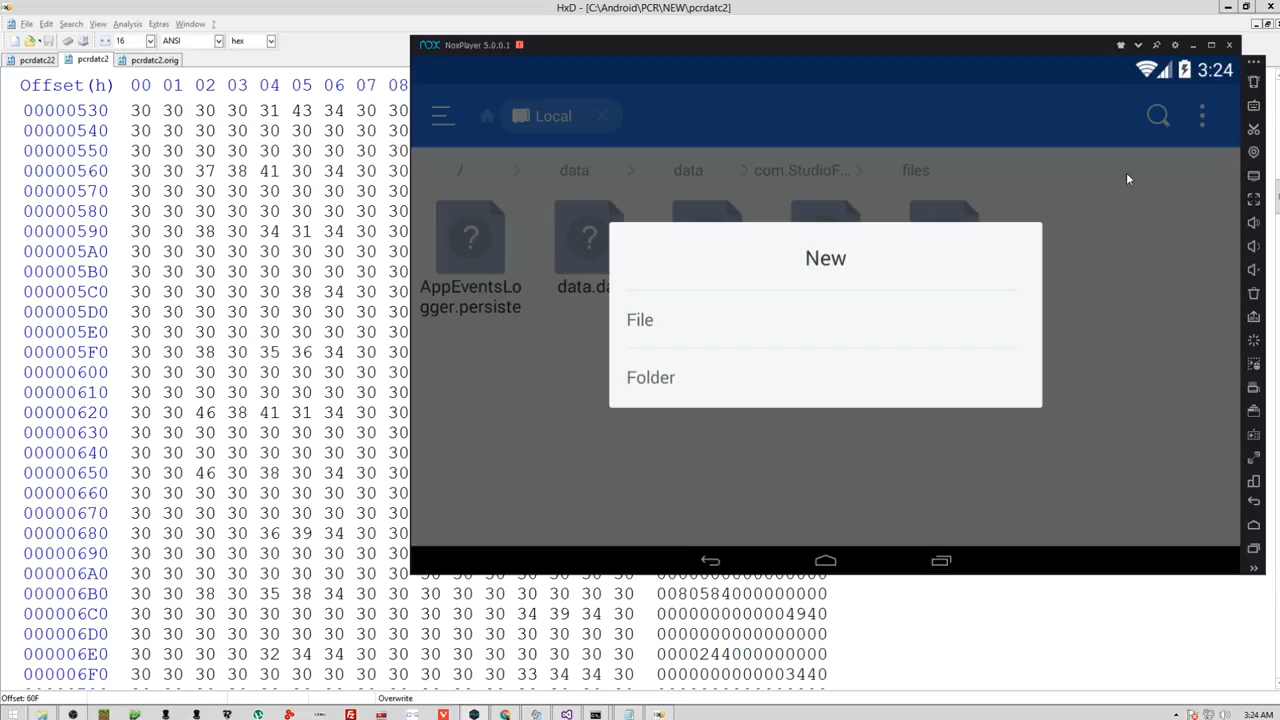 HxD - [C:\Android\PCR\NEW\pcrdatc2]
File Edit Search View Analysis Extras Window ?
16 ANSI hex
pcrdatc22 pcrdatc2 pcrdatc2.orig
NoxPlayer 5.0.0.1
3:24
Local
/ data data com.StudioF... files
AppEventsLo
gger.persiste
data.da
New
File
Folder
Offset(h) 00 01 02 03 04 05 06 07 08
00000530 30 30 30 30 31 43 34 30 30
00000540 30 30 30 30 30 30 30 30 30
00000550 30 30 30 30 30 30 30 30 30
00000560 30 30 37 38 41 30 34 30 30
00000570 30 30 30 30 30 30 30 30 30
00000580 30 30 30 30 30 30 30 30 30
00000590 30 30 38 30 34 31 34 30 30
000005A0 30 30 30 30 30 30 30 30 30
000005B0 30 30 30 30 30 30 30 30 30
000005C0 30 30 30 30 30 38 34 30 30
000005D0 30 30 30 30 30 30 30 30 30
000005E0 30 30 30 30 30 30 30 30 30
000005F0 30 30 38 30 35 36 34 30 30
00000600 30 30 30 30 30 30 30 30 30
00000610 30 30 30 30 30 30 30 30 30
00000620 30 30 46 38 41 31 34 30 30
00000630 30 30 30 30 30 30 30 30 30
00000640 30 30 30 30 30 30 30 30 30
00000650 30 30 46 30 38 30 34 30 30
00000660 30 30 30 30 30 30 30 30 30
00000670 30 30 30 30 30 30 30 30 30
00000680 30 30 30 30 36 39 34 30 30
00000690 30 30 30 30 30 30 30 30 30
000006A0 30 30 30 30 30 30 30 30 30 30 30 30 30 30 30 30 0000000000000000
000006B0 30 30 38 30 35 38 34 30 30 30 30 30 30 30 30 30 0080584000000000
000006C0 30 30 30 30 30 30 30 30 30 30 30 30 34 39 34 30 0000000000004940
000006D0 30 30 30 30 30 30 30 30 30 30 30 30 30 30 30 30 0000000000000000
000006E0 30 30 30 30 32 34 34 30 30 30 30 30 30 30 30 30 0000244000000000
000006F0 30 30 30 30 30 30 30 30 30 30 30 30 33 34 34 30 0000000000003440
Offset: 60F Overwrite
3:24 AM